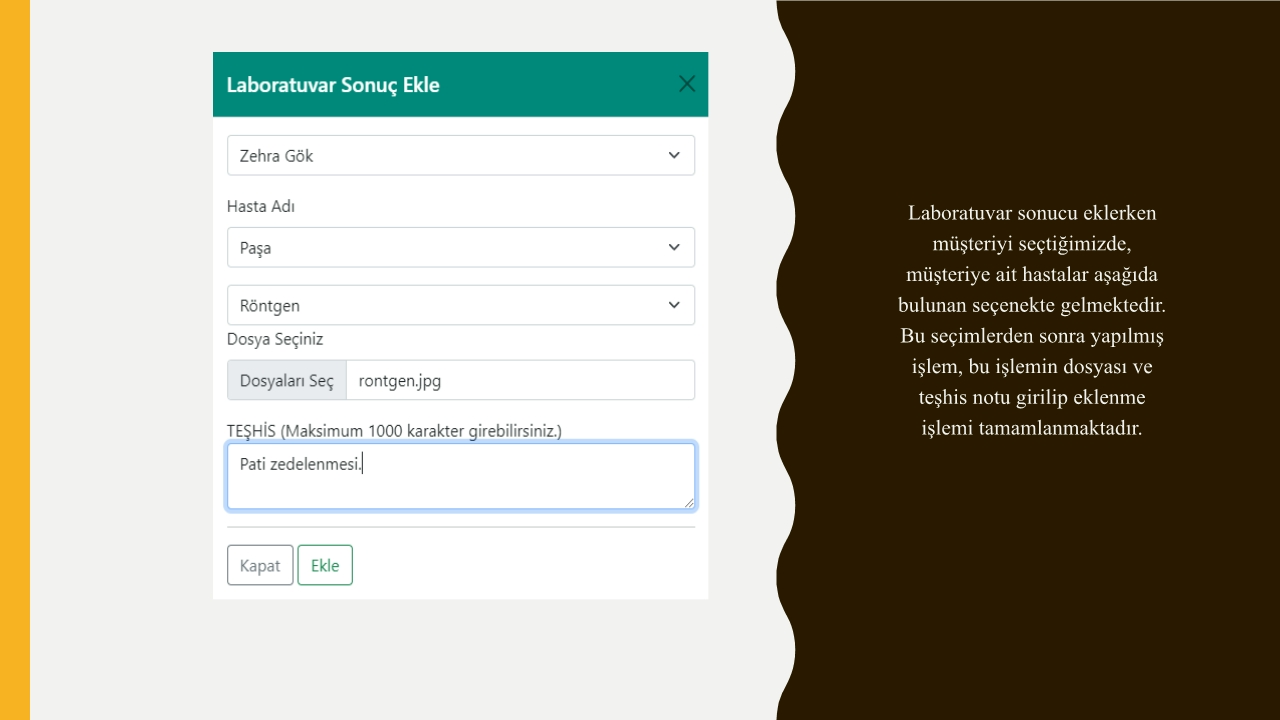 Laboratuvar Sonuç Ekle
Zehra Gök
Hasta Adı
Paşa
Röntgen
Dosya Seçiniz
Dosyaları Seç rontgen.jpg
TEŞHİS (Maksimum 1000 karakter girebilirsiniz.)
Pati zedelenmesi.
Kapat Ekle
Laboratuvar sonucu eklerken
müşteriyi seçtiğimizde,
müşteriye ait hastalar aşağıda
bulunan seçenekte gelmektedir.
Bu seçimlerden sonra yapılmış
işlem, bu işlemin dosyası ve
teşhis notu girilip eklenme
işlemi tamamlanmaktadır.